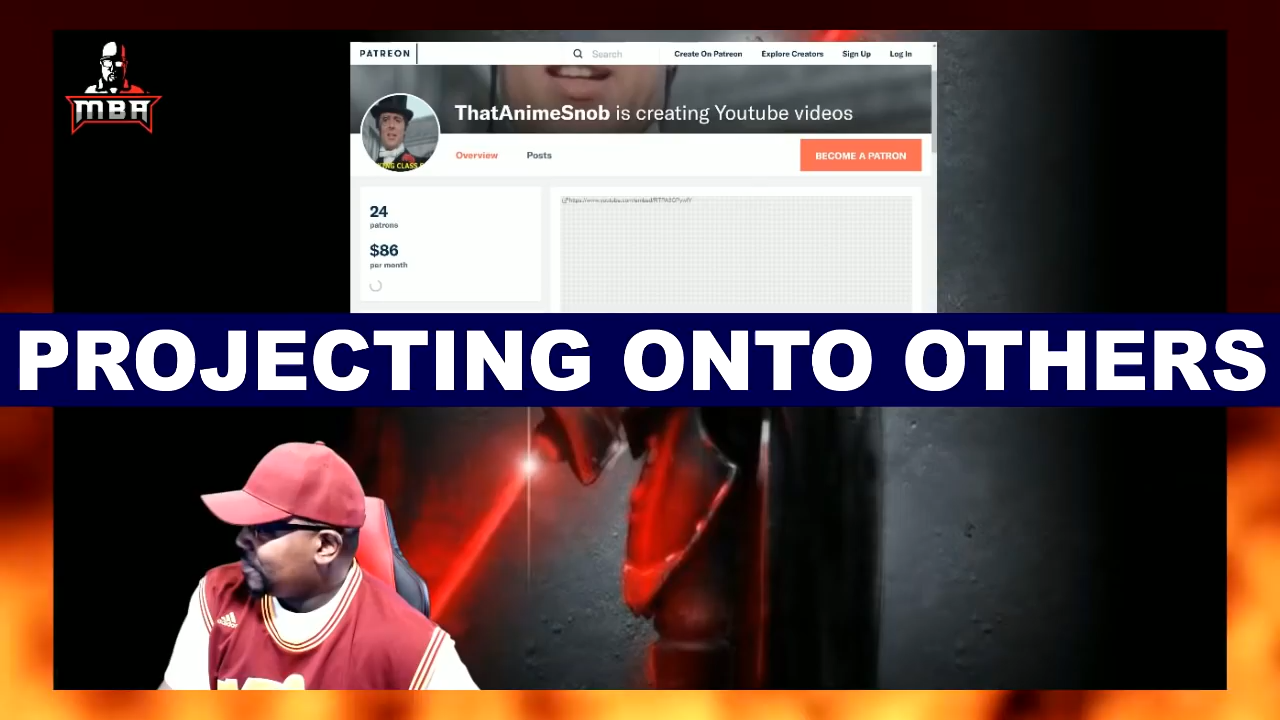 MBA
PATREON
Search
Create On Patreon
Explore Creators
Sign Up
Log In
ThatAnimeSnob is creating Youtube videos
Overview
Posts
BECOME A PATRON
24
patrons
$86
per month
PROJECTING ONTO OTHERS
adidas